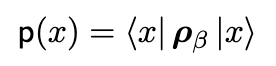 p(x) = ⟨x| ρ_β |x⟩